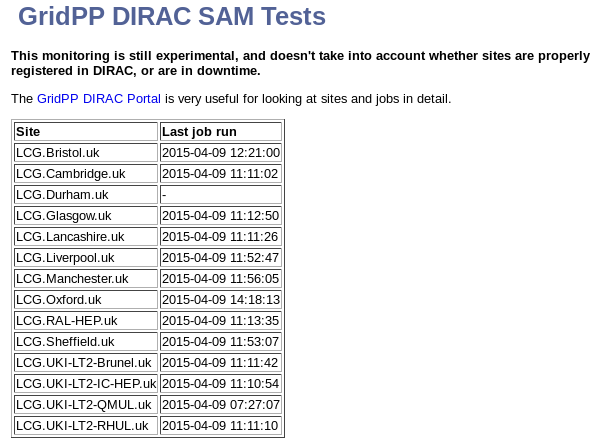 GridPP DIRAC SAM Tests
This monitoring is still experimental, and doesn't take into account whether sites are properly
registered in DIRAC, or are in downtime.
The GridPP DIRAC Portal is very useful for looking at sites and jobs in detail.
Site Last job run
LCG.Bristol.uk 2015-04-09 12:21:00
LCG.Cambridge.uk 2015-04-09 11:11:02
LCG.Durham.uk -
LCG.Glasgow.uk 2015-04-09 11:12:50
LCG.Lancashire.uk 2015-04-09 11:11:26
LCG.Liverpool.uk 2015-04-09 11:52:47
LCG.Manchester.uk 2015-04-09 11:56:05
LCG.Oxford.uk 2015-04-09 14:18:13
LCG.RAL-HEP.uk 2015-04-09 11:13:35
LCG.Sheffield.uk 2015-04-09 11:53:07
LCG.UKI-LT2-Brunel.uk 2015-04-09 11:11:42
LCG.UKI-LT2-IC-HEP.uk 2015-04-09 11:10:54
LCG.UKI-LT2-QMUL.uk 2015-04-09 07:27:07
LCG.UKI-LT2-RHUL.uk 2015-04-09 11:11:10